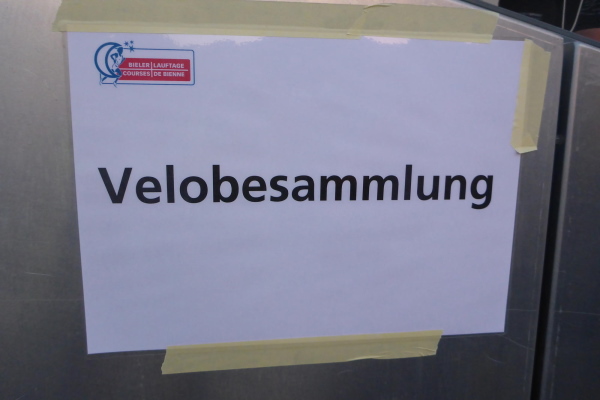 BIELER LAUFTAGE
COURSES DE BIENNE
Velobesammlung